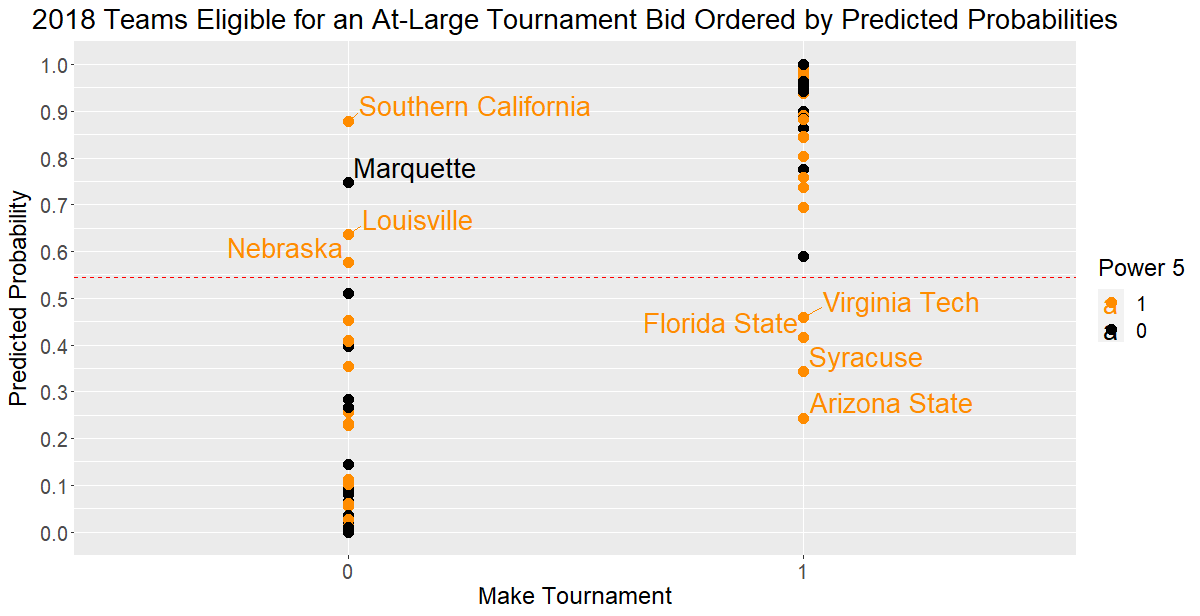 2018 Teams Eligible for an At-Large Tournament Bid Ordered by Predicted Probabilities
Predicted Probability
1.0
0.9
0.8
0.7
0.6
0.5
0.4
0.3
0.2
0.1
0.0
Southern California
Marquette
Louisville
Nebraska
Virginia Tech
Florida State
Syracuse
Arizona State
0
1
Make Tournament
Power 5
a 1
a 0